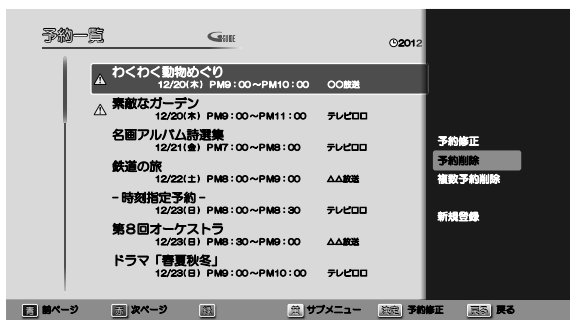 予約一覧
GGUIDE
2012
わくわく動物めぐり
12/20(木) PM9:00~PM10:00 ○○放送
素敵なガーデン
12/20(木) PM9:00~PM11:00 テレビ□□
名画アルバム詩選集
12/21(金) PM7:00~PM8:00 テレビ□□
鉄道の旅
12/22(土) PM8:00~PM9:00 △△放送
-時刻指定予約-
12/23(日) PM8:00~PM8:30 テレビ□□
第8回オーケストラ
12/23(日) PM8:30~PM9:00 △△放送
ドラマ「春夏秋冬」
12/23(日) PM9:00~PM10:00 テレビ□□
予約修正
予約削除
複数予約削除
新規登録
青 前ページ 赤 次ページ 緑 黄 サブメニュー 決定 予約修正 戻る 戻る